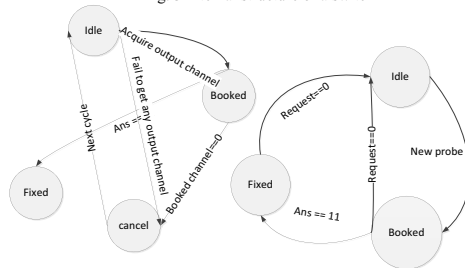 Idle
Acquire output channel
Booked
Fail to get any output channel
Next cycle
Ans ==
Booked channel==0
Fixed
cancel
Idle
Request==0
Request==0
New probe
Fixed
Ans == 11
Booked